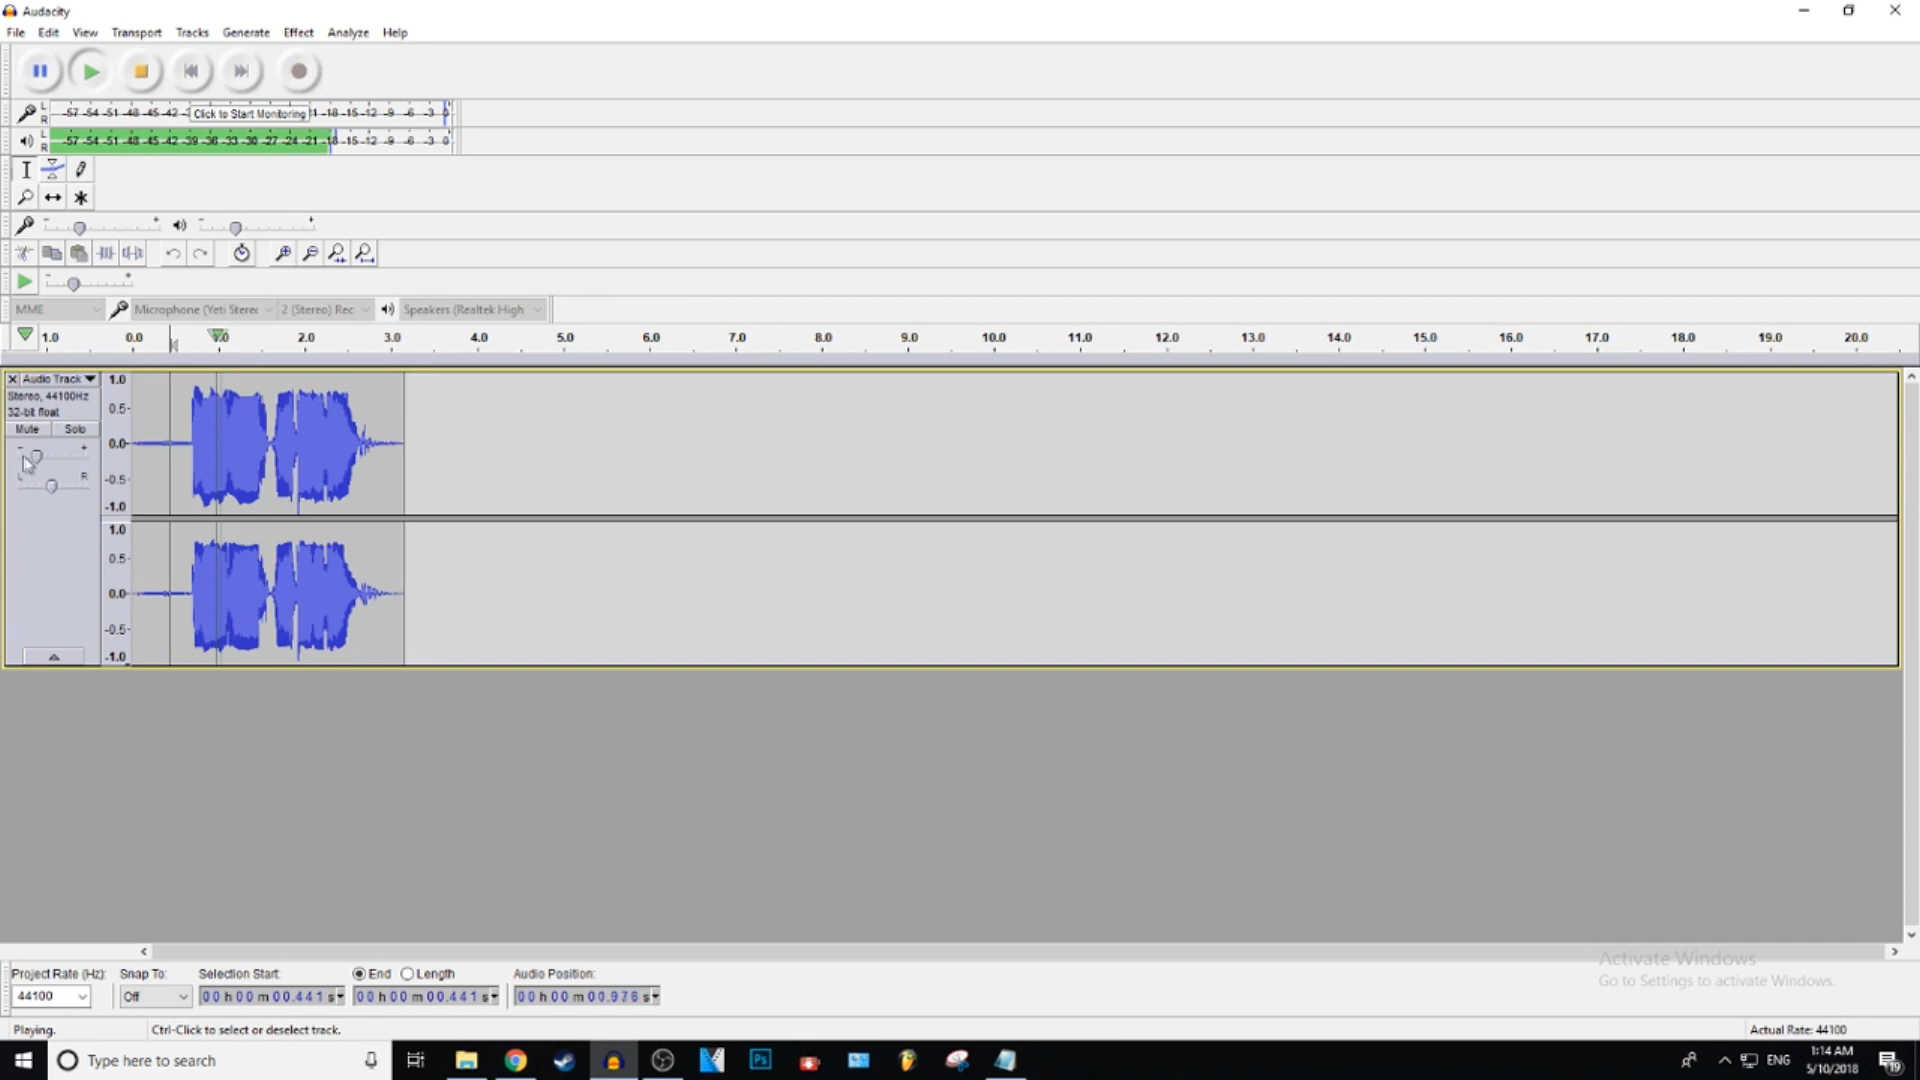 Audacity
File Edit View Transport Tracks Generate Effect Analyze Help
L -57 -54 -51 -48 -45 -42 Click to Start Monitoring -18 -15 -12 -9 -6 -3 0
R
L -57 -54 -51 -48 -45 -42 -39 -36 -33 -30 -27 -24 -21 -18 -15 -12 -9 -6 -3 0
R
MME Microphone (Yeti Stereo 2 (Stereo) Rec Speakers (Realtek High
1.0 0.0 1.0 2.0 3.0 4.0 5.0 6.0 7.0 8.0 9.0 10.0 11.0 12.0 13.0 14.0 15.0 16.0 17.0 18.0 19.0 20.0
Audio Track 1.0
Stereo, 44100Hz
32-bit float 0.5
Mute Solo
0.0
L R -0.5
-1.0
1.0
0.5
0.0
-0.5
-1.0
Activate Windows
Go to Settings to activate Windows.
Project Rate (Hz): Snap To: Selection Start: End Length Audio Position:
44100 Off 00 h 00 m 00.441 s 00 h 00 m 00.441 s 00 h 00 m 00.976 s
Playing. Ctrl-Click to select or deselect track. Actual Rate: 44100
Type here to search Ps ENG 1:14 AM
5/10/2018 19